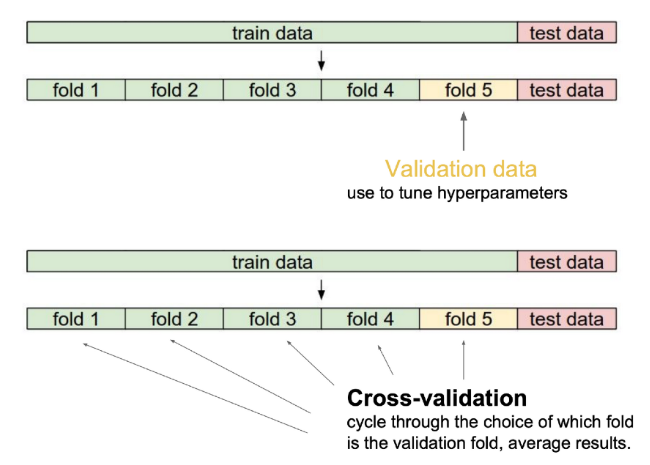 train data test data
fold 1 fold 2 fold 3 fold 4 fold 5 test data
Validation data
use to tune hyperparameters
train data test data
fold 1 fold 2 fold 3 fold 4 fold 5 test data
Cross-validation
cycle through the choice of which fold
is the validation fold, average results.